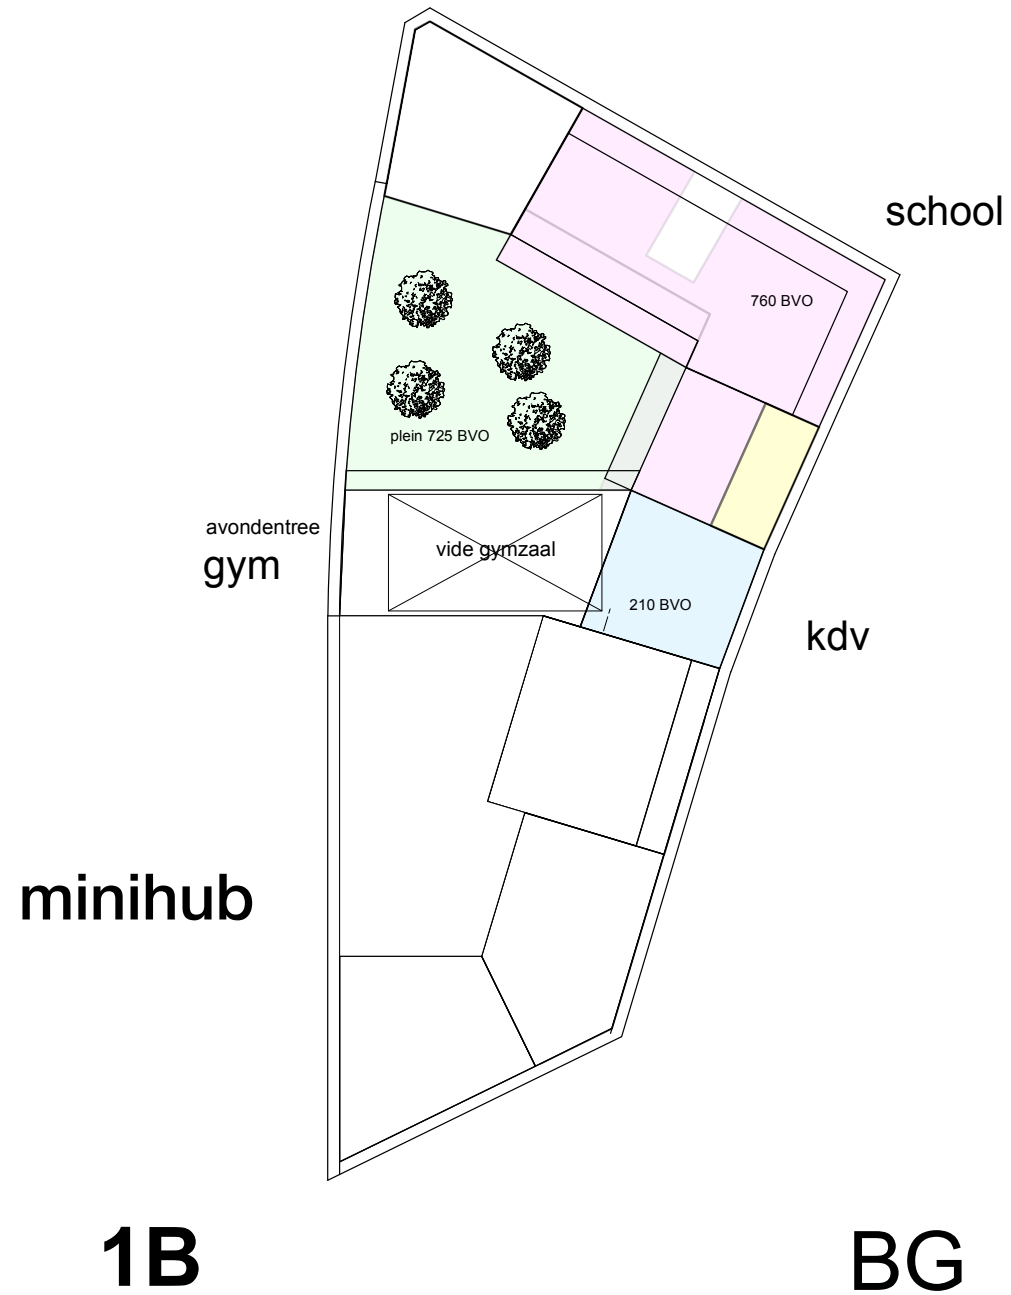 school
760 BVO
plein 725 BVO
avondentree
gym
vide gymzaal
210 BVO
kdv
minihub
1B
BG